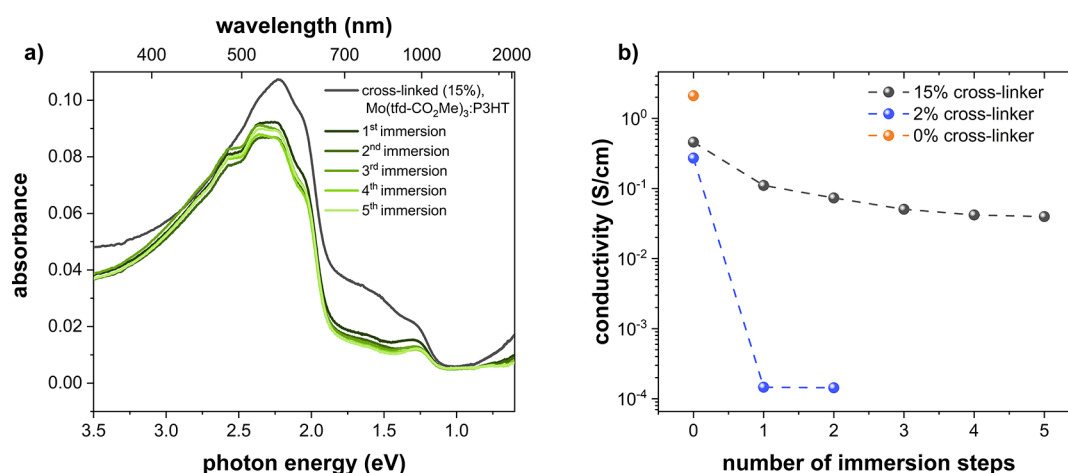 a)
wavelength (nm)
400 500 700 1000 2000
0.10
0.08
0.06
0.04
0.02
0.00
absorbance
cross-linked (15%),
Mo(tfd-CO₂Me)₃:P3HT
1ˢᵗ immersion
2ⁿᵈ immersion
3ʳᵈ immersion
4ᵗʰ immersion
5ᵗʰ immersion
3.5 3.0 2.5 2.0 1.5 1.0
photon energy (eV)
b)
15% cross-linker
2% cross-linker
0% cross-linker
10⁰
10⁻¹
10⁻²
10⁻³
10⁻⁴
conductivity (S/cm)
0 1 2 3 4 5
number of immersion steps